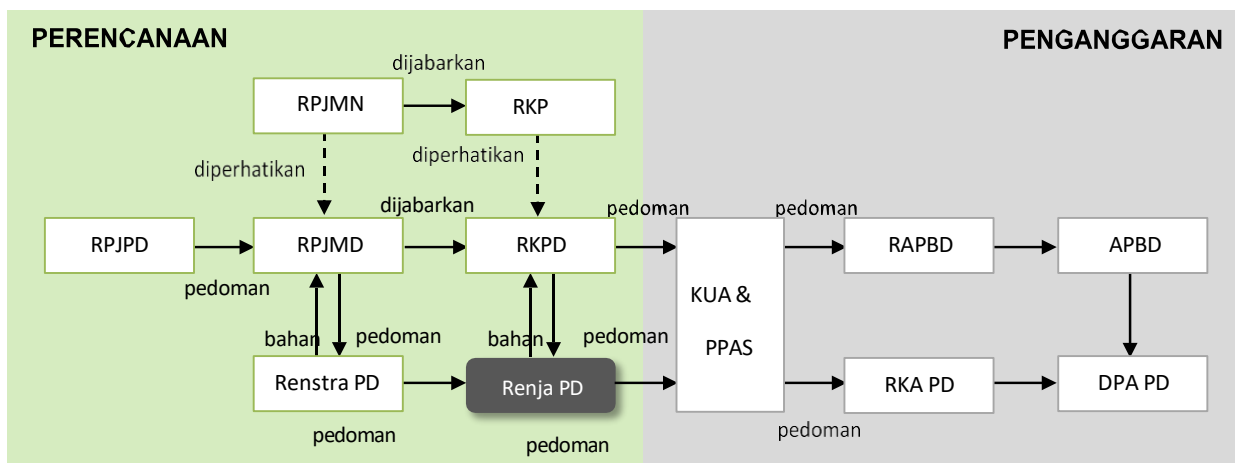 PERENCANAAN
PENGANGGARAN
dijabarkan
RPJMN
RKP
diperhatikan
diperhatikan
dijabarkan
pedoman
pedoman
RPJPD
RPJMD
RKPD
RAPBD
APBD
pedoman
KUA &
PPAS
bahan
pedoman
bahan
pedoman
Renstra PD
Renja PD
RKA PD
DPA PD
pedoman
pedoman
pedoman